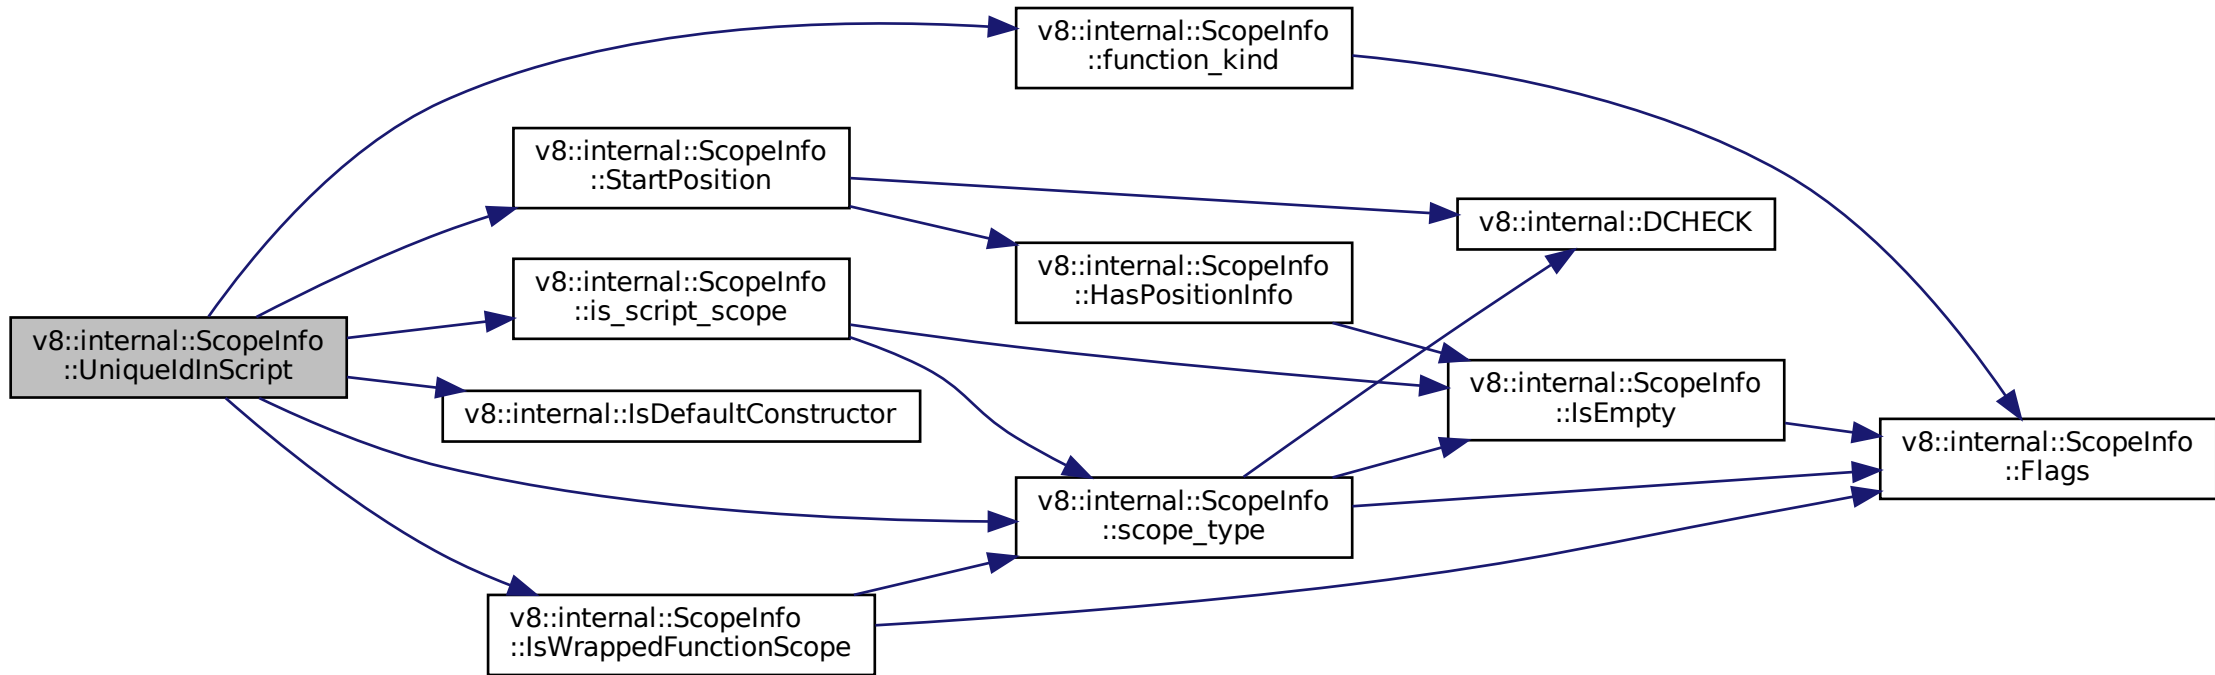 v8::internal::ScopeInfo
::UniqueIdInScript
v8::internal::ScopeInfo
::function_kind
v8::internal::ScopeInfo
::StartPosition
v8::internal::ScopeInfo
::is_script_scope
v8::internal::IsDefaultConstructor
v8::internal::ScopeInfo
::IsWrappedFunctionScope
v8::internal::ScopeInfo
::HasPositionInfo
v8::internal::ScopeInfo
::scope_type
v8::internal::DCHECK
v8::internal::ScopeInfo
::IsEmpty
v8::internal::ScopeInfo
::Flags